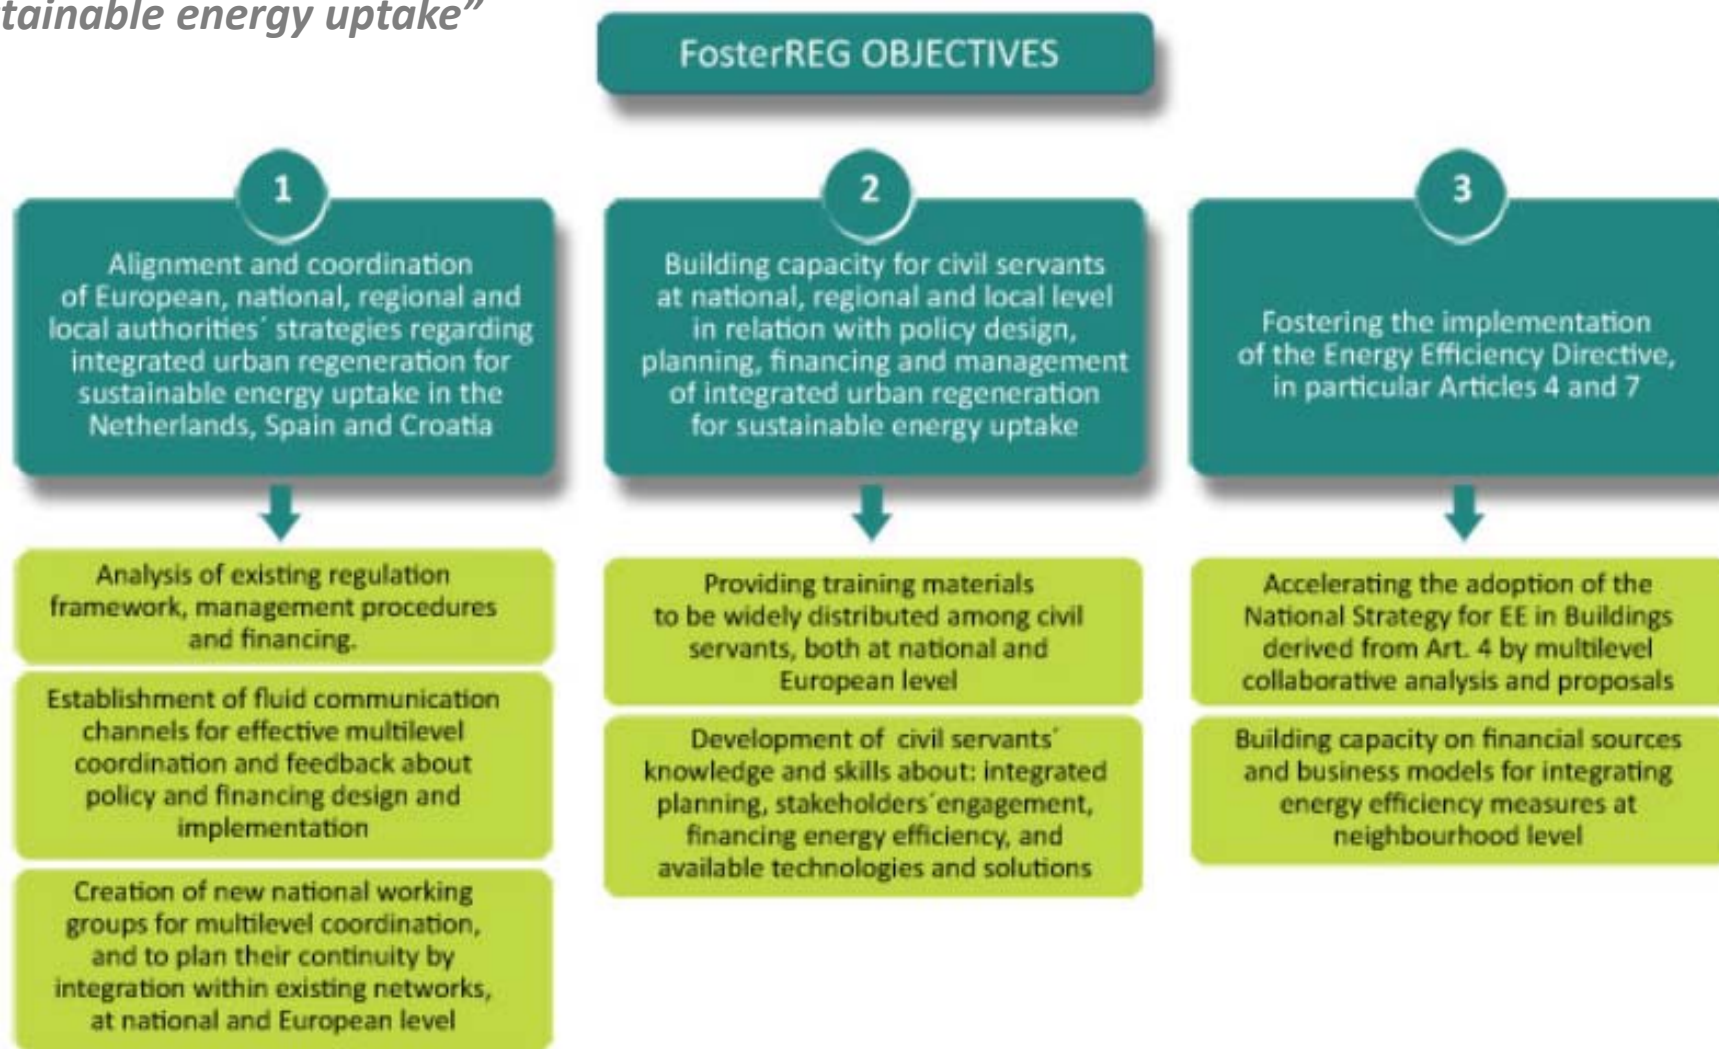 tainable energy uptake”
FosterREG OBJECTIVES
1
Alignment and coordination
of European, national, regional and
local authorities´ strategies regarding
integrated urban regeneration for
sustainable energy uptake in the
Netherlands, Spain and Croatia
Analysis of existing regulation
framework, management procedures
and financing.
Establishment of fluid communication
channels for effective multilevel
coordination and feedback about
policy and financing design and
implementation
Creation of new national working
groups for multilevel coordination,
and to plan their continuity by
integration within existing networks,
at national and European level
2
Building capacity for civil servants
at national, regional and local level
in relation with policy design,
planning, financing and management
of integrated urban regeneration
for sustainable energy uptake
Providing training materials
to be widely distributed among civil
servants, both at national and
European level
Development of civil servants´
knowledge and skills about: integrated
planning, stakeholders´engagement,
financing energy efficiency, and
available technologies and solutions
3
Fostering the implementation
of the Energy Efficiency Directive,
in particular Articles 4 and 7
Accelerating the adoption of the
National Strategy for EE in Buildings
derived from Art. 4 by multilevel
collaborative analysis and proposals
Building capacity on financial sources
and business models for integrating
energy efficiency measures at
neighbourhood level